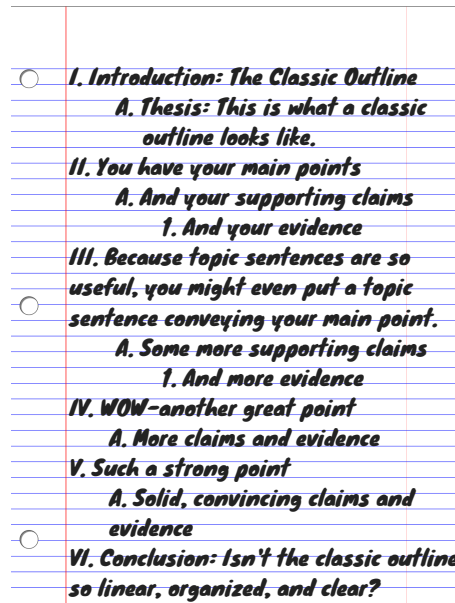 I. Introduction: The Classic Outline
A. Thesis: This is what a classic
outline looks like.
II. You have your main points
A. And your supporting claims
1. And your evidence
III. Because topic sentences are so
useful, you might even put a topic
sentence conveying your main point.
A. Some more supporting claims
1. And more evidence
IV. WOW-another great point
A. More claims and evidence
V. Such a strong point
A. Solid, convincing claims and
evidence
VI. Conclusion: Isn't the classic outline
so linear, organized, and clear?